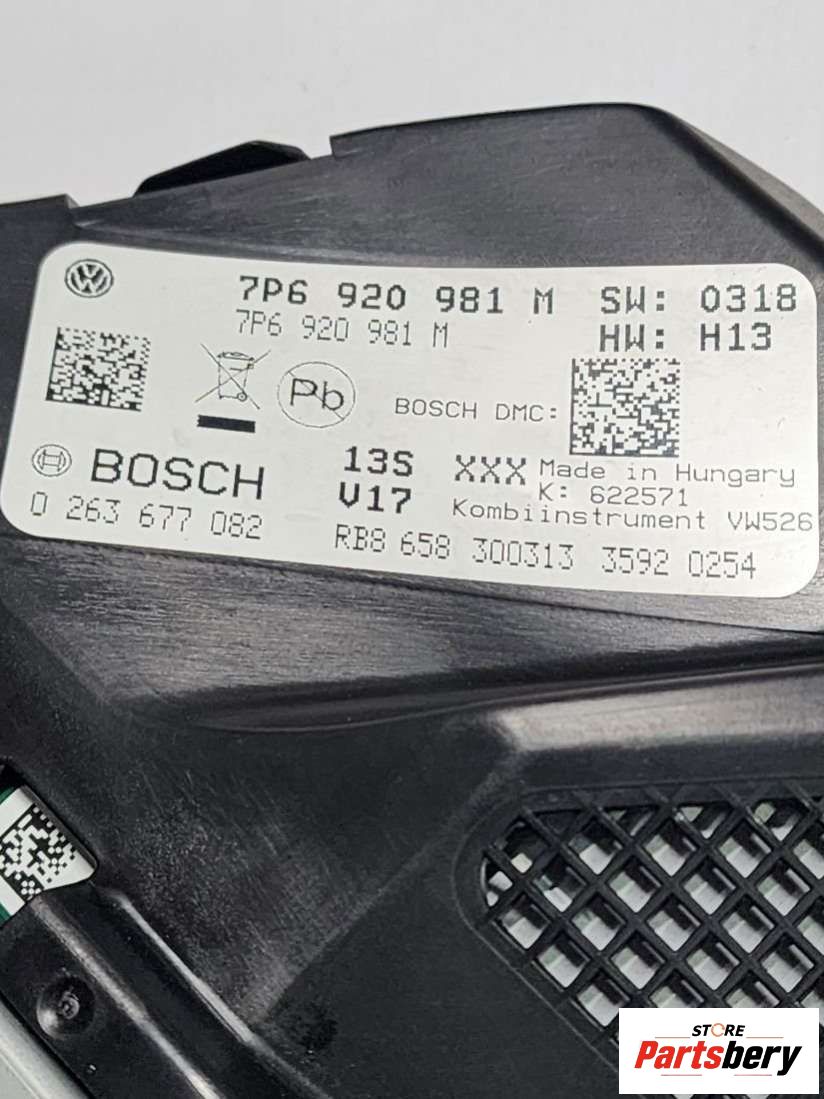 7P6 920 981 M SW: 0318
7P6 920 981 M HW: H13
Pb
BOSCH DMC:
BOSCH
13S XXX Made in Hungary
V17 K: 622571
Kombiinstrument VW526
0 263 677 082
RB8 658 300313 3592 0254
STORE
Partsbery